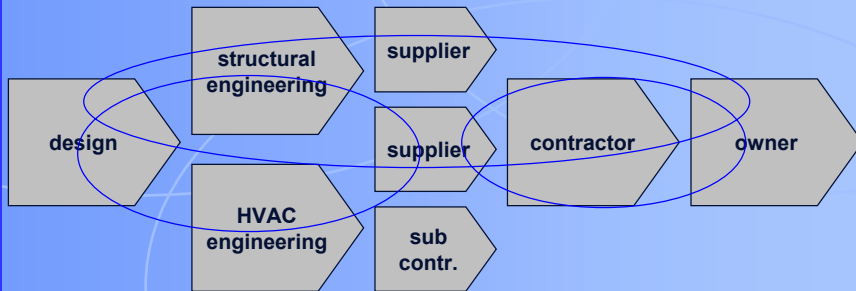 design
structural
engineering
HVAC
engineering
supplier
supplier
sub
contr.
contractor
owner